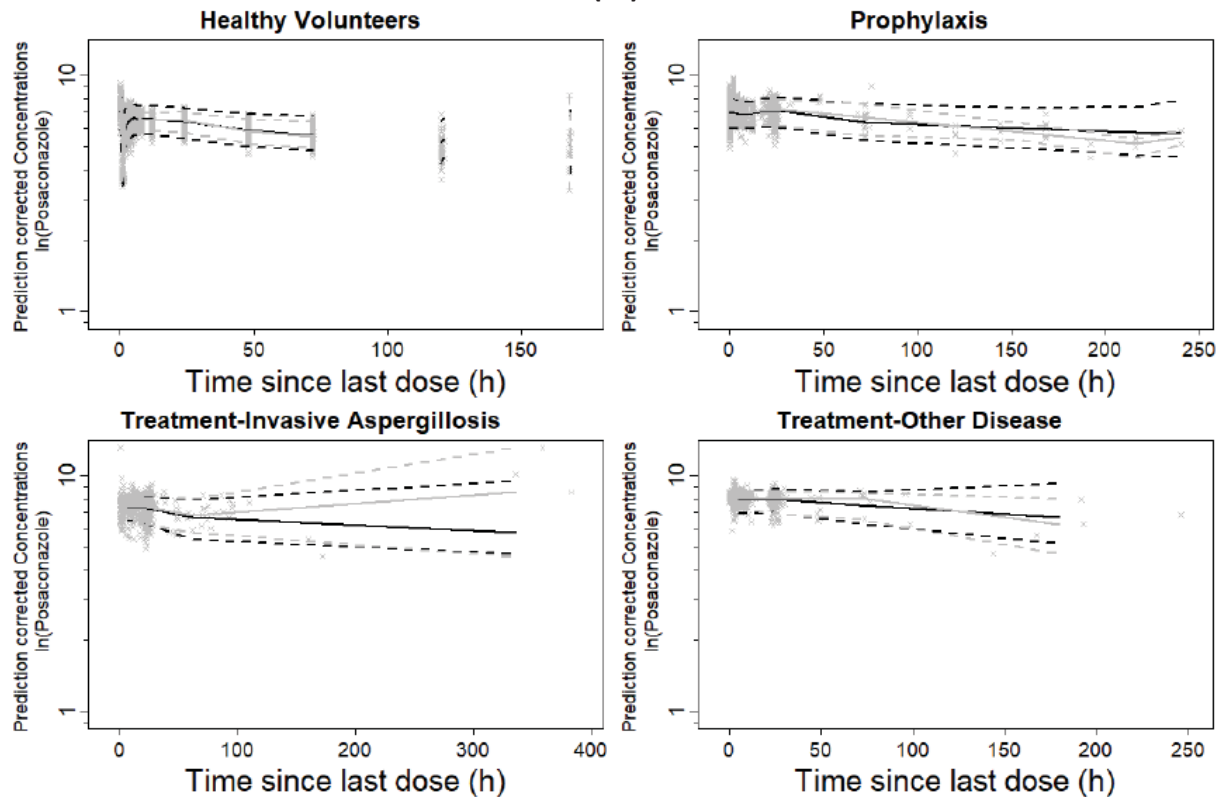 Healthy Volunteers
Prediction corrected Concentrations
ln(Posaconazole)
10
1
0 50 100 150
Time since last dose (h)
Prophylaxis
Prediction corrected Concentrations
ln(Posaconazole)
10
1
0 50 100 150 200 250
Time since last dose (h)
Treatment-Invasive Aspergillosis
Prediction corrected Concentrations
ln(Posaconazole)
10
1
0 100 200 300 400
Time since last dose (h)
Treatment-Other Disease
Prediction corrected Concentrations
ln(Posaconazole)
10
1
0 50 100 150 200 250
Time since last dose (h)